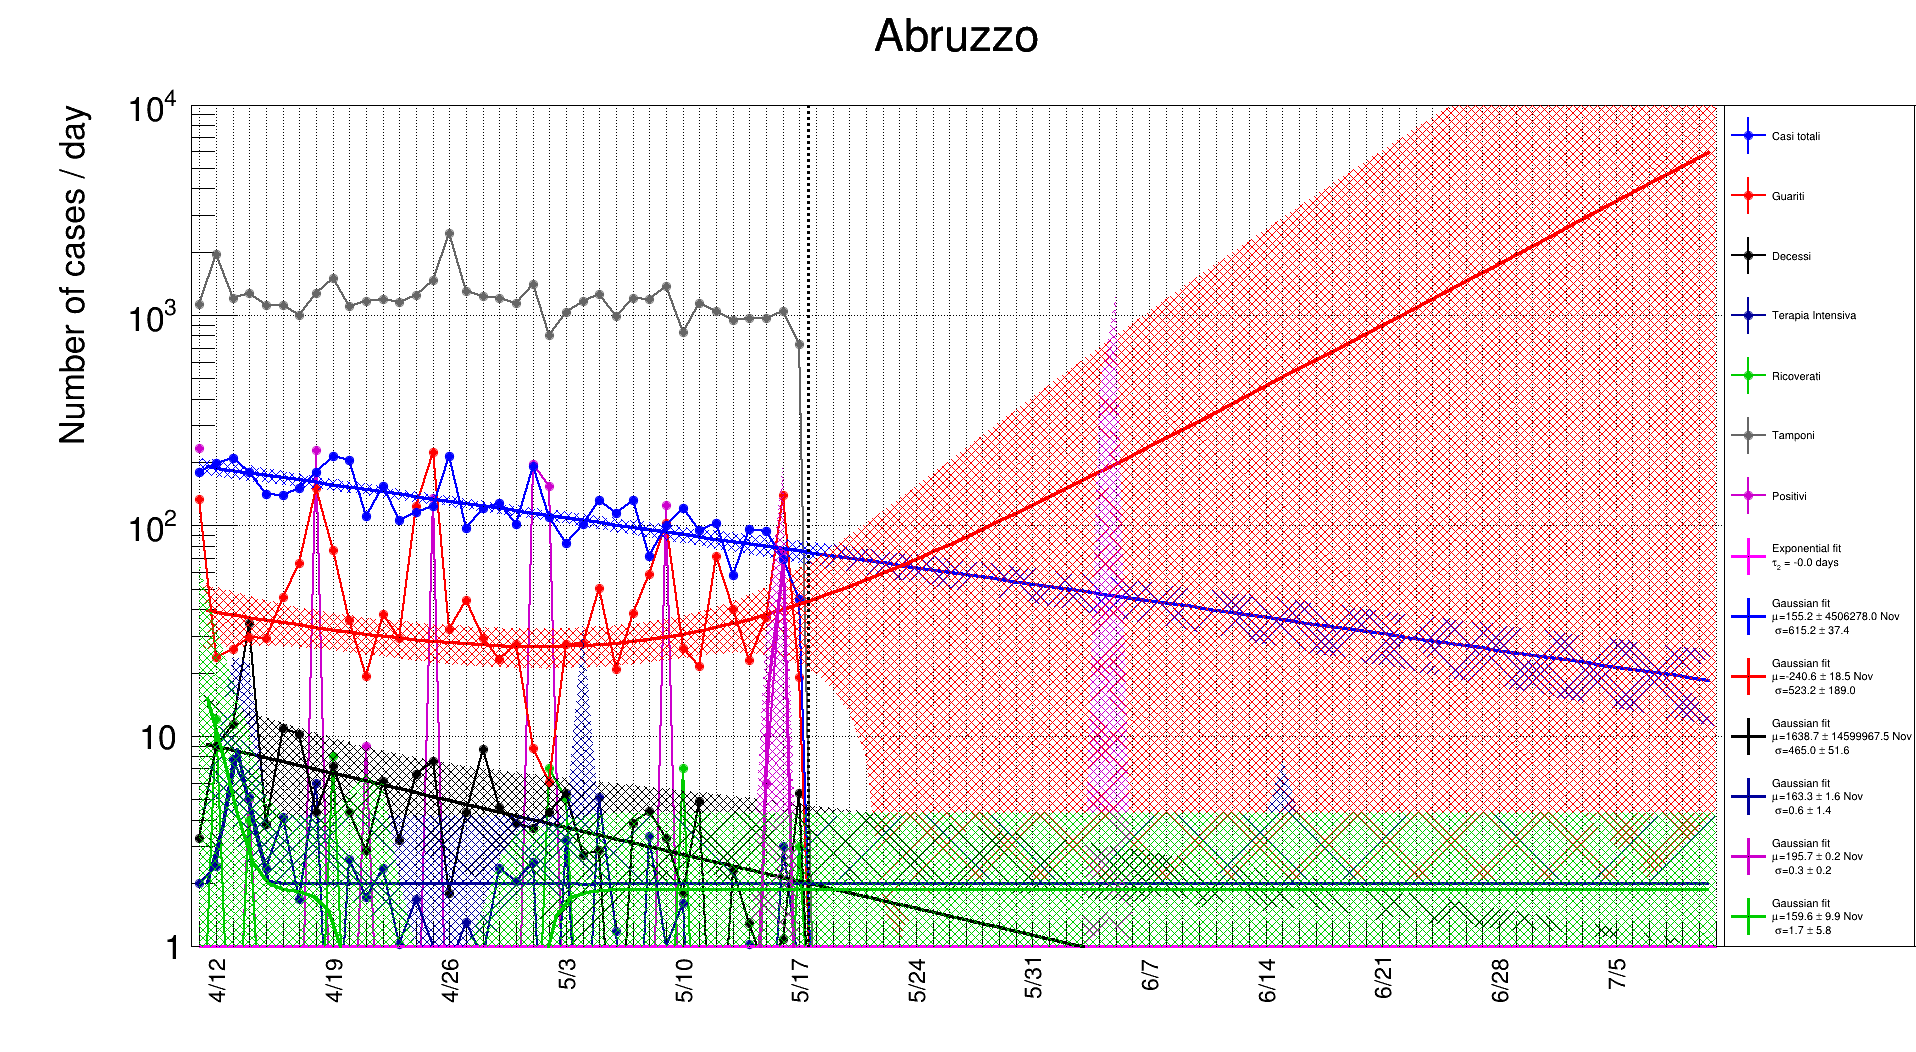 Abruzzo
Number of cases / day
10⁴
10³
10²
10
1
4/12
4/19
4/26
5/3
5/10
5/17
5/24
5/31
6/7
6/14
6/21
6/28
7/5
Casi totali
Guariti
Decessi
Terapia Intensiva
Ricoverati
Tamponi
Positivi
Exponential fit
τ₂ = -0.0 days
Gaussian fit
μ=155.2 ± 4506278.0 Nov
σ=615.2 ± 37.4
Gaussian fit
μ=-240.6 ± 18.5 Nov
σ=523.2 ± 189.0
Gaussian fit
μ=1638.7 ± 14599967.5 Nov
σ=465.0 ± 51.6
Gaussian fit
μ=163.3 ± 1.6 Nov
σ=0.6 ± 1.4
Gaussian fit
μ=195.7 ± 0.2 Nov
σ=0.3 ± 0.2
Gaussian fit
μ=159.6 ± 9.9 Nov
σ=1.7 ± 5.8